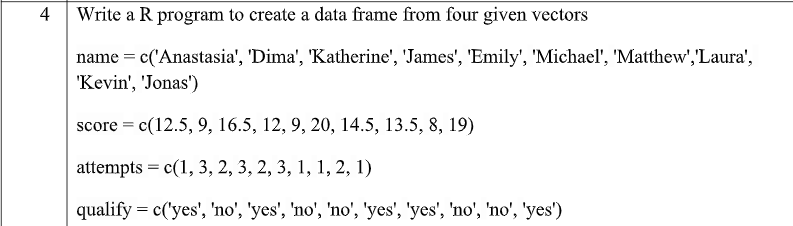 4 Write a R program to create a data frame from four given vectors
name = c('Anastasia', 'Dima', 'Katherine', 'James', 'Emily', 'Michael', 'Matthew','Laura',
'Kevin', 'Jonas')
score = c(12.5, 9, 16.5, 12, 9, 20, 14.5, 13.5, 8, 19)
attempts = c(1, 3, 2, 3, 2, 3, 1, 1, 2, 1)
qualify = c('yes', 'no', 'yes', 'no', 'no', 'yes', 'yes', 'no', 'no', 'yes')